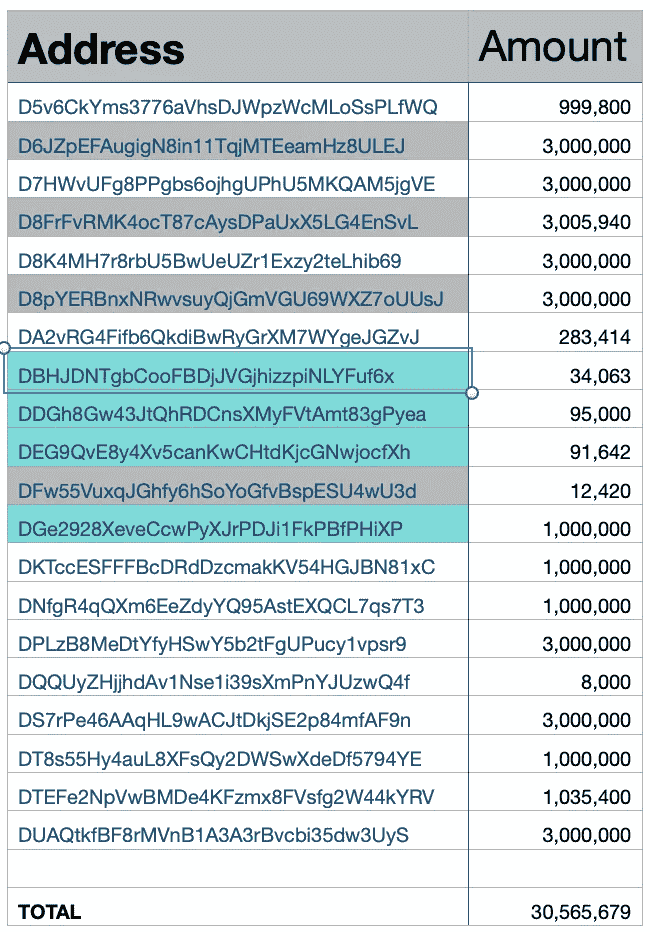 Address Amount
D5v6CkYms3776aVhsDJWpzWcMLoSsPLfWQ 999,800
D6JZpEFAugigN8in11TqjMTEeamHz8ULEJ 3,000,000
D7HWvUFg8PPgbs6ojhgUPhU5MKQAM5jgVE 3,000,000
D8FrFvRMK4ocT87cAysDPaUxX5LG4EnSvL 3,005,940
D8K4MH7r8rbU5BwUeUZr1Exzy2teLhib69 3,000,000
D8pYERBnxNRwvsuyQjGmVGU69WXZ7oUUsJ 3,000,000
DA2vRG4Fifb6QkdiBwRyGrXM7WYgeJGZvJ 283,414
DBHJDNTgbCooFBDjJVGjhizzpiNLYFuf6x 34,063
DDGh8Gw43JtQhRDCnsXMyFVtAmt83gPyea 95,000
DEG9QvE8y4Xv5canKwCHtdKjcGNwjocfXh 91,642
DFw55VuxqJGhfy6hSoYoGfvBspESU4wU3d 12,420
DGe2928XeveCcwPyXJrPDJi1FkPBfPHiXP 1,000,000
DKTccESFFFBcDRdDzcmakKV54HGJBN81xC 1,000,000
DNfgR4qQXm6EeZdyYQ95AstEXQCL7qs7T3 1,000,000
DPLzB8MeDtYfyHSwY5b2tFgUPucy1vpsr9 3,000,000
DQQUyZHjjhdAv1Nse1i39sXmPnYJUzwQ4f 8,000
DS7rPe46AAqHL9wACJtDkjSE2p84mfAF9n 3,000,000
DT8s55Hy4auL8XFsQy2DWSwXdeDf5794YE 1,000,000
DTEFe2NpVwBMDe4KFzmx8FVsfg2W44kYRV 1,035,400
DUAQtkfBF8rMVnB1A3A3rBvcbi35dw3UyS 3,000,000
TOTAL 30,565,679